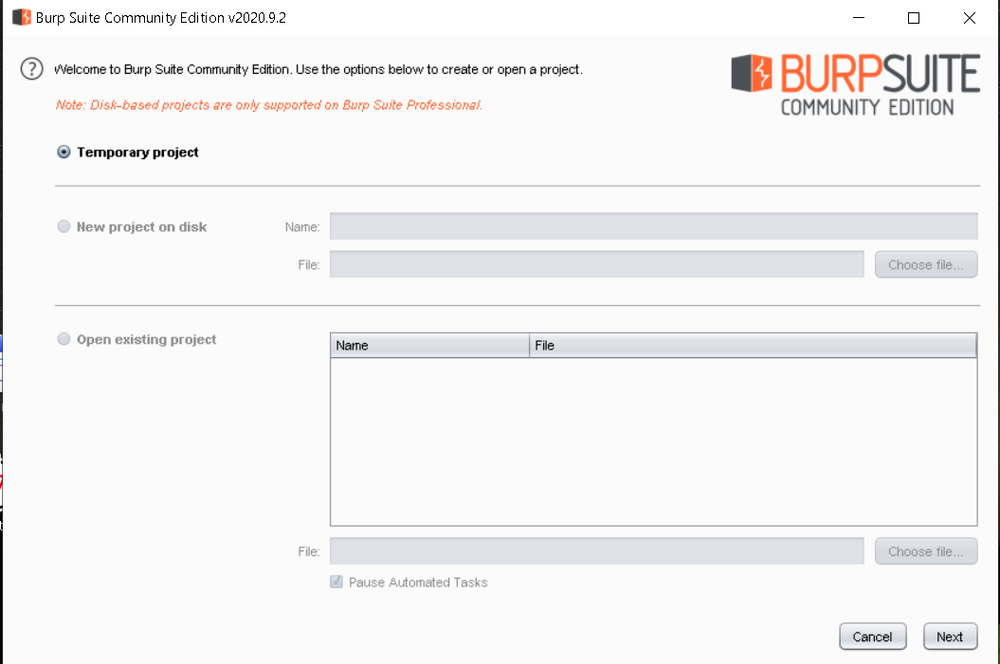 Burp Suite Community Edition v2020.9.2
? Welcome to Burp Suite Community Edition. Use the options below to create or open a project.
BURPSUITE
COMMUNITY EDITION
Note: Disk-based projects are only supported on Burp Suite Professional.
Temporary project
New project on disk Name:
File: Choose file...
Open existing project
Name File
File: Choose file...
Pause Automated Tasks
Cancel Next